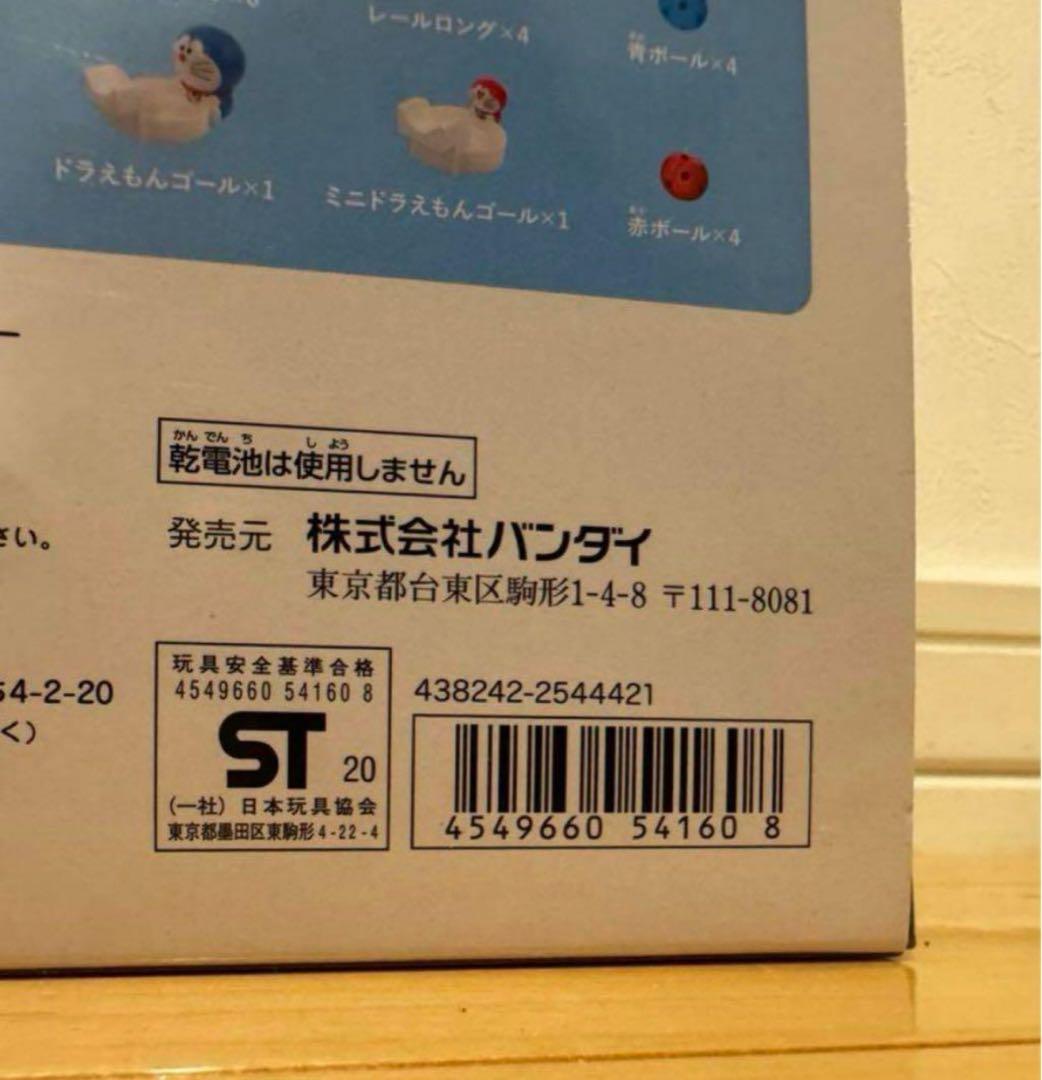 レールロング×4
青ボール×4
ドラえもんゴール×1
ミニドラえもんゴール×1
あか
赤ボール×4
かんでんち しよう
乾電池は使用しません
さい。
発売元 株式会社バンダイ
東京都台東区駒形1-4-8 〒111-8081
54-2-20
く）
玩具安全基準合格
4549660 54160 8
ST 20
(一社) 日本玩具協会
東京都墨田区東駒形4-22-4
438242-2544421
4549660 54160 8